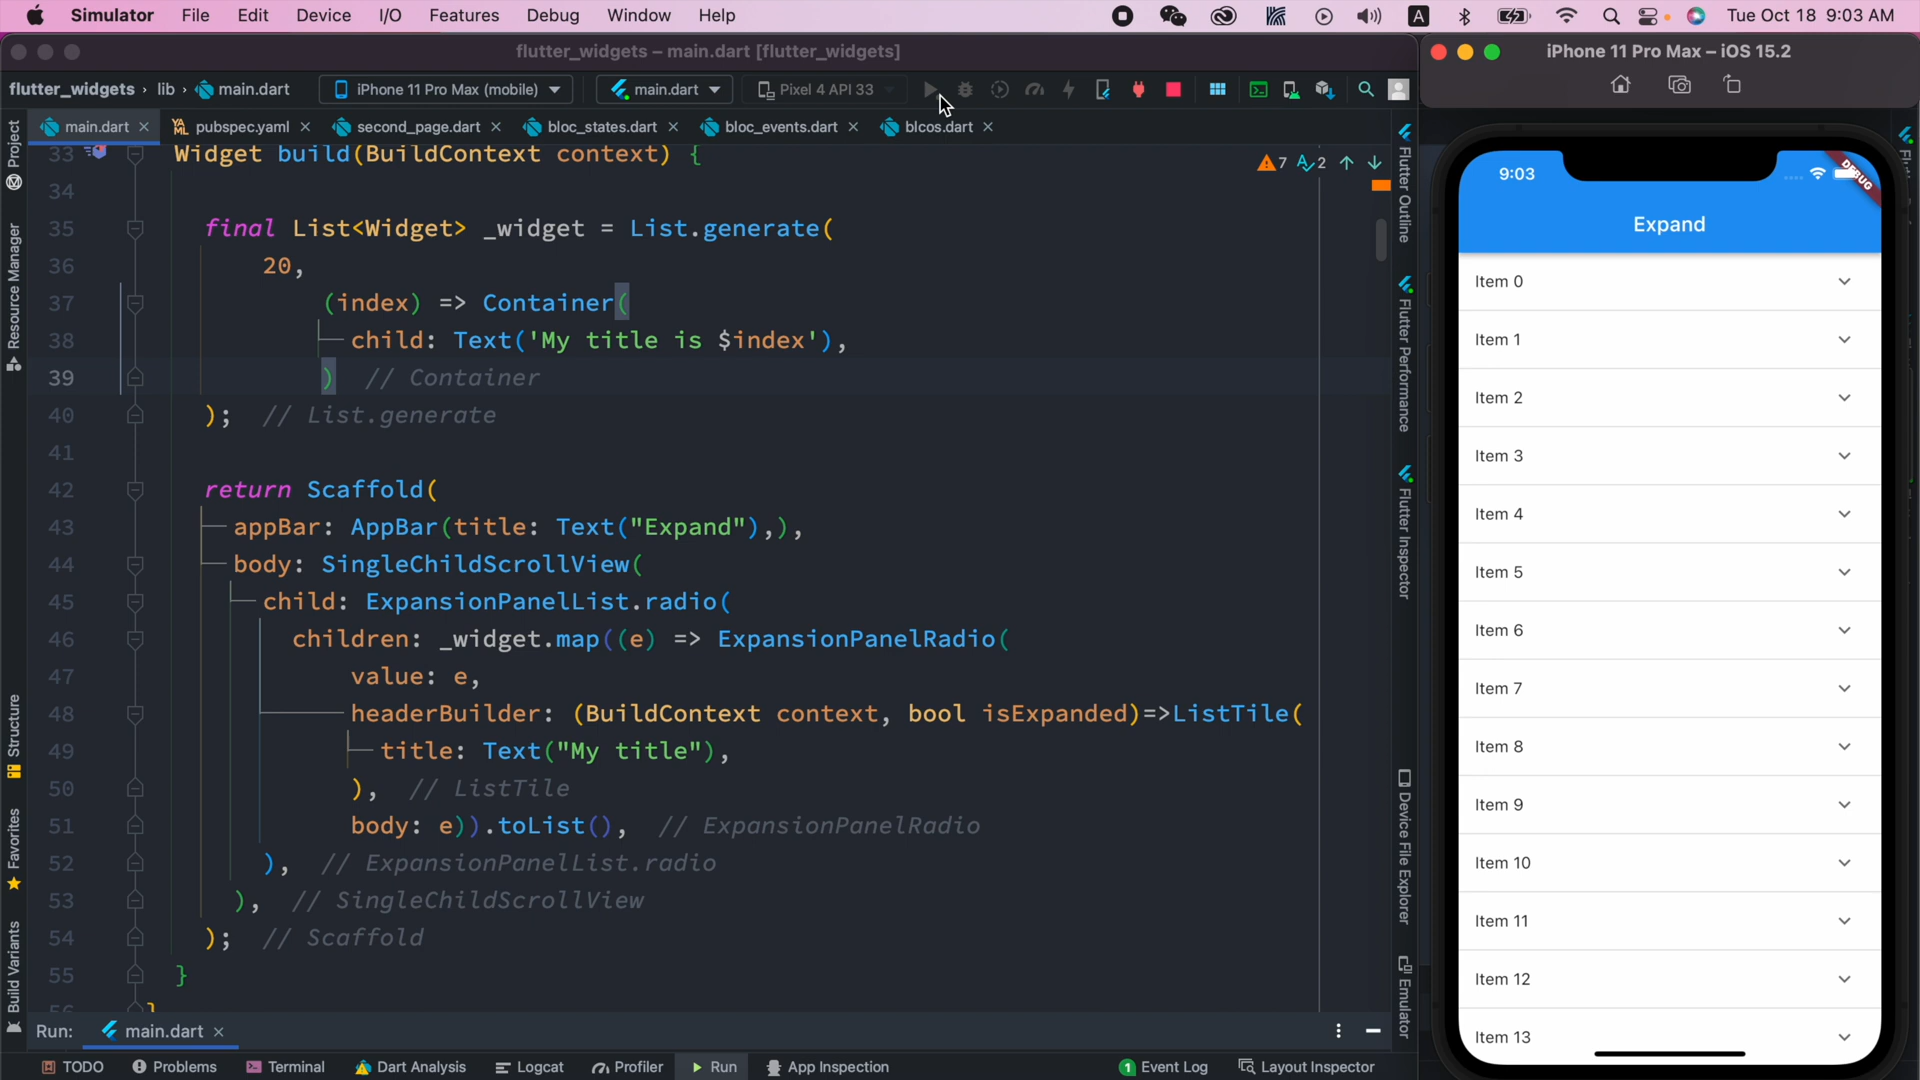 Simulator File Edit Device I/O Features Debug Window Help A Tue Oct 18 9:03 AM
flutter_widgets – main.dart [flutter_widgets]
iPhone 11 Pro Max – iOS 15.2
flutter_widgets › lib › main.dart iPhone 11 Pro Max (mobile) main.dart Pixel 4 API 33
main.dart pubspec.yaml second_page.dart bloc_states.dart bloc_events.dart blcos.dart
Project
Resource Manager
Structure
Favorites
Build Variants
7 2
33 Widget build(BuildContext context) {
34
35 final List<Widget> _widget = List.generate(
36 20,
37 (index) => Container(
38 child: Text('My title is $index'),
39 ) // Container
40 ); // List.generate
41
42 return Scaffold(
43 appBar: AppBar(title: Text("Expand"),),
44 body: SingleChildScrollView(
45 child: ExpansionPanelList.radio(
46 children: _widget.map((e) => ExpansionPanelRadio(
47 value: e,
48 headerBuilder: (BuildContext context, bool isExpanded)=>ListTile(
49 title: Text("My title"),
50 ), // ListTile
51 body: e)).toList(), // ExpansionPanelRadio
52 ), // ExpansionPanelList.radio
53 ), // SingleChildScrollView
54 ); // Scaffold
55 }
56 }
Flutter Outline
Flutter Performance
Flutter Inspector
Device File Explorer
Emulator
Run: main.dart
TODO Problems Terminal Dart Analysis Logcat Profiler Run App Inspection 1 Event Log Layout Inspector
9:03
DEBUG
Expand
Item 0
Item 1
Item 2
Item 3
Item 4
Item 5
Item 6
Item 7
Item 8
Item 9
Item 10
Item 11
Item 12
Item 13